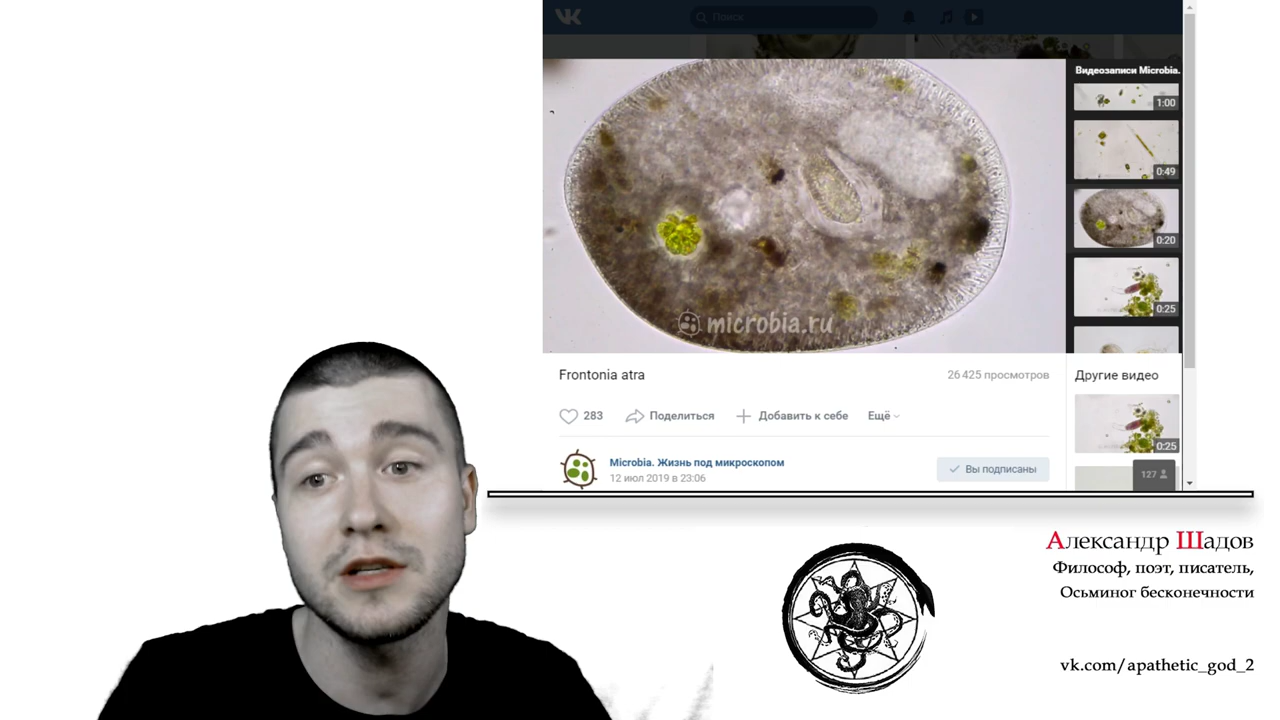 Поиск
Видеозаписи Microbia.
1:00
0:49
0:20
0:25
microbia.ru
Frontonia atra
26 425 просмотров
Другие видео
283
Поделиться
Добавить к себе
Ещё
0:25
Microbia. Жизнь под микроскопом
12 июл 2019 в 23:06
Вы подписаны
127
Александр Шадов
Философ, поэт, писатель,
Осьминог бесконечности
vk.com/apathetic_god_2